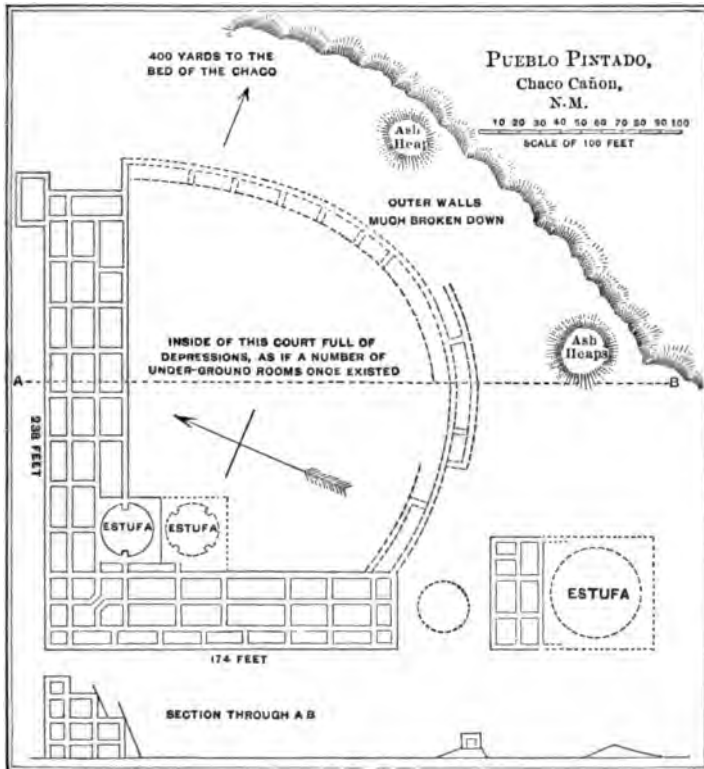 400 YARDS TO THE
BED OF THE CHACO
PUEBLO PINTADO,
Chaco Cañon,
N.M.
10 20 30 40 50 60 70 80 90 100
SCALE OF 100 FEET
Ash
Heap
OUTER WALLS
MUCH BROKEN DOWN
INSIDE OF THIS COURT FULL OF
DEPRESSIONS, AS IF A NUMBER OF
UNDER-GROUND ROOMS ONCE EXISTED
Ash
Heaps
A
B
238 FEET
ESTUFA
ESTUFA
ESTUFA
174 FEET
SECTION THROUGH A B